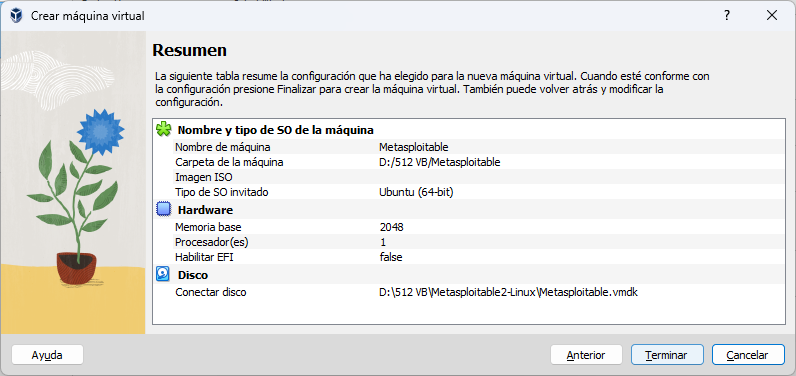 Crear máquina virtual
Resumen
La siguiente tabla resume la configuración que ha elegido para la nueva máquina virtual. Cuando esté conforme con
la configuración presione Finalizar para crear la máquina virtual. También puede volver atrás y modificar la
configuración.
Nombre y tipo de SO de la máquina
Nombre de máquina Metasploitable
Carpeta de la máquina D:/512 VB/Metasploitable
Imagen ISO
Tipo de SO invitado Ubuntu (64-bit)
Hardware
Memoria base 2048
Procesador(es) 1
Habilitar EFI false
Disco
Conectar disco D:\512 VB\Metasploitable2-Linux\Metasploitable.vmdk
Ayuda Anterior Terminar Cancelar